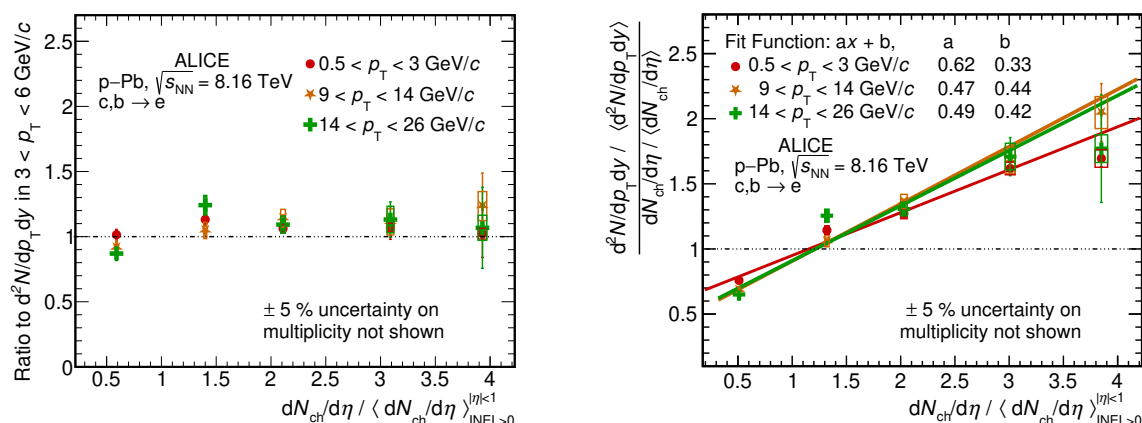 Ratio to d²N/dp_T dy in 3 < p_T < 6 GeV/c
2.5
2
1.5
1
0.5
0
ALICE
p−Pb, √s_NN = 8.16 TeV
c,b → e
0.5 < p_T < 3 GeV/c
9 < p_T < 14 GeV/c
14 < p_T < 26 GeV/c
± 5 % uncertainty on
multiplicity not shown
0.5 1 1.5 2 2.5 3 3.5 4
dN_ch/dη / ⟨ dN_ch/dη ⟩^|η|<1_INEL>0
d²N/dp_T dy / ⟨d²N/dp_T dy⟩
dN_ch/dη / ⟨dN_ch/dη⟩
2.5
2
1.5
1
0.5
Fit Function: ax + b, a b
0.5 < p_T < 3 GeV/c 0.62 0.33
9 < p_T < 14 GeV/c 0.47 0.44
14 < p_T < 26 GeV/c 0.49 0.42
ALICE
p−Pb, √s_NN = 8.16 TeV
c,b → e
± 5 % uncertainty on
multiplicity not shown
0.5 1 1.5 2 2.5 3 3.5 4
dN_ch/dη / ⟨ dN_ch/dη ⟩^|η|<1_INEL>0